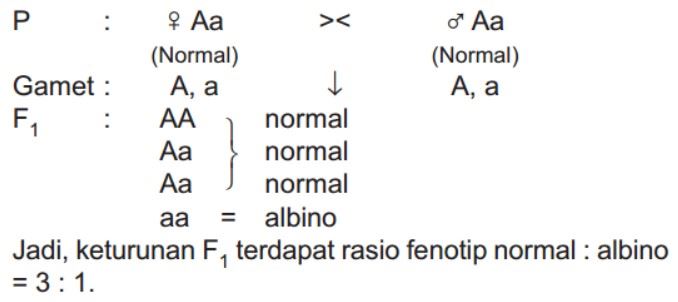 P : ♀ Aa >< ♂ Aa
(Normal) (Normal)
Gamet : A, a ↓ A, a
F₁ : AA } normal
Aa normal
Aa normal
aa = albino
Jadi, keturunan F₁ terdapat rasio fenotip normal : albino
= 3 : 1.